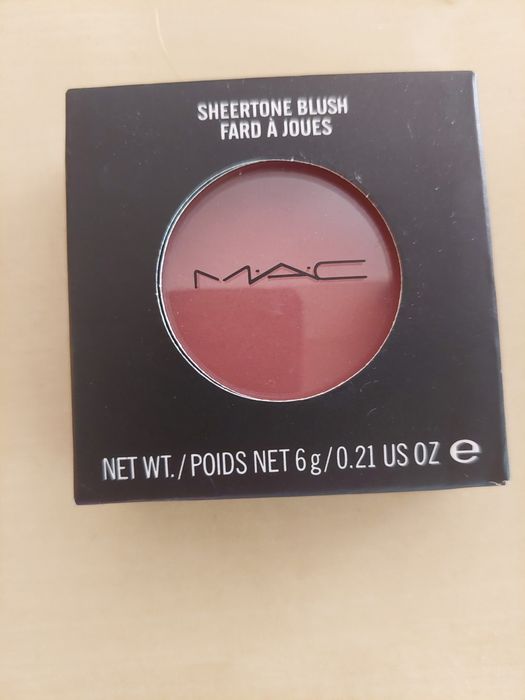 SHEERTONE BLUSH
FARD À JOUES
M·A·C
NET WT./POIDS NET 6 g/0.21 US OZ ℮